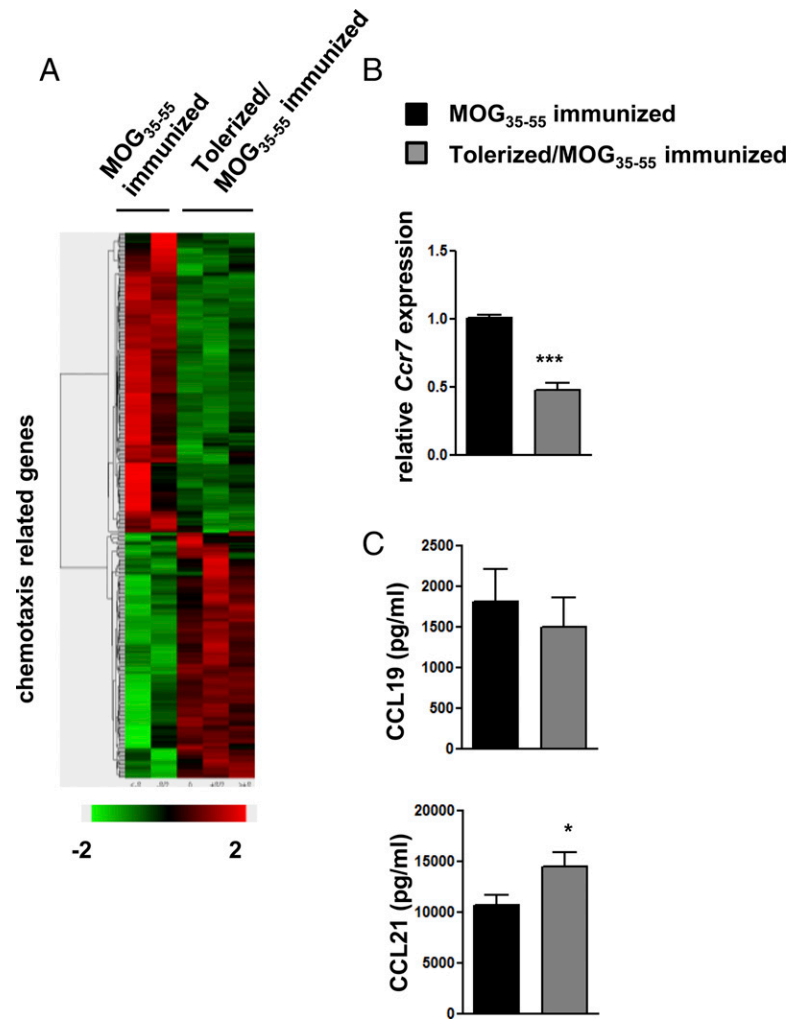 A
MOG35-55
immunized
Tolerized/
MOG35-55 immunized
chemotaxis related genes
-2
2
B
MOG35-55 immunized
Tolerized/MOG35-55 immunized
relative Ccr7 expression
1.5
1.0
0.5
0.0
***
C
CCL19 (pg/ml)
2500
2000
1500
1000
500
0
CCL21 (pg/ml)
20000
15000
10000
5000
0
*